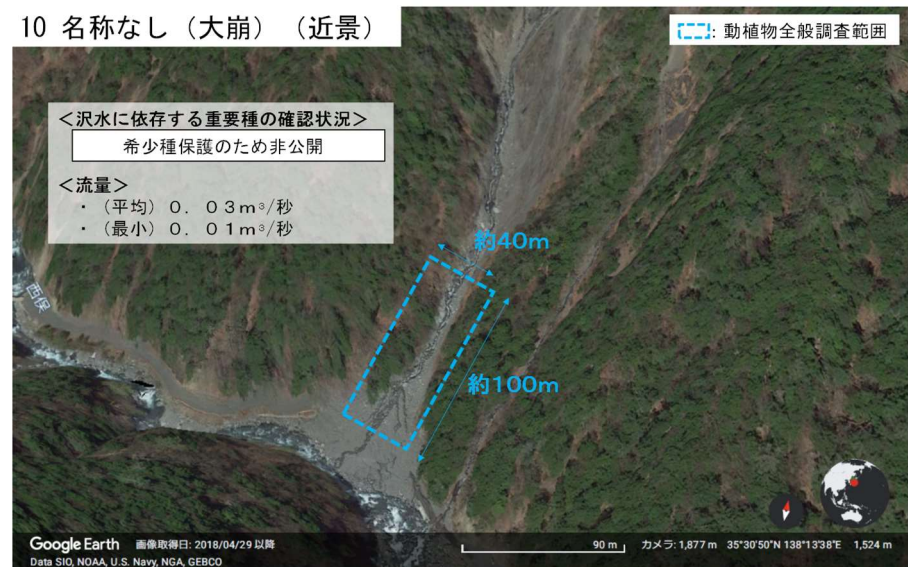 10 名称なし（大崩）（近景）
: 動植物全般調査範囲
＜沢水に依存する重要種の確認状況＞
希少種保護のため非公開
＜流量＞
・（平均）０．０３m³/秒
・（最小）０．０１m³/秒
約40m
西俣
約100m
Google Earth 画像取得日: 2018/04/29 以降
90 m カメラ: 1,877 m 35°30'50"N 138°13'38"E 1,524 m
Data SIO, NOAA, U.S. Navy, NGA, GEBCO